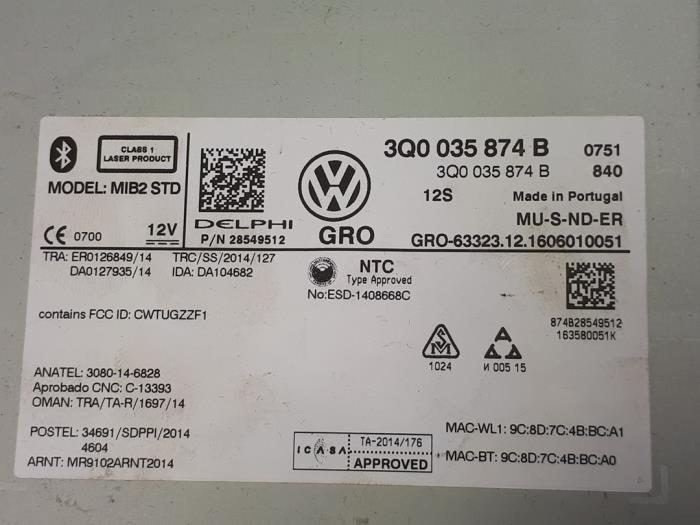 CLASS 1
LASER PRODUCT
MODEL: MIB2 STD
CE 0700
12V
DELPHI
P/N 28549512
VW
GRO
3Q0 035 874 B 0751
3Q0 035 874 B 840
12S Made in Portugal
MU-S-ND-ER
GRO-63323.12.1606010051
TRA: ER0126849/14 TRC/SS/2014/127
DA0127935/14 IDA: DA104682
NTC
Type Approved
No:ESD-1408668C
contains FCC ID: CWTUGZZF1
874B28549512
163580051K
1024
И 005 15
ANATEL: 3080-14-6828
Aprobado CNC: C-13393
OMAN: TRA/TA-R/1697/14
POSTEL: 34691/SDPPI/2014
4604
ARNT: MR9102ARNT2014
ICASA
TA-2014/176
APPROVED
MAC-WL1: 9C:8D:7C:4B:BC:A1
MAC-BT: 9C:8D:7C:4B:BC:A0